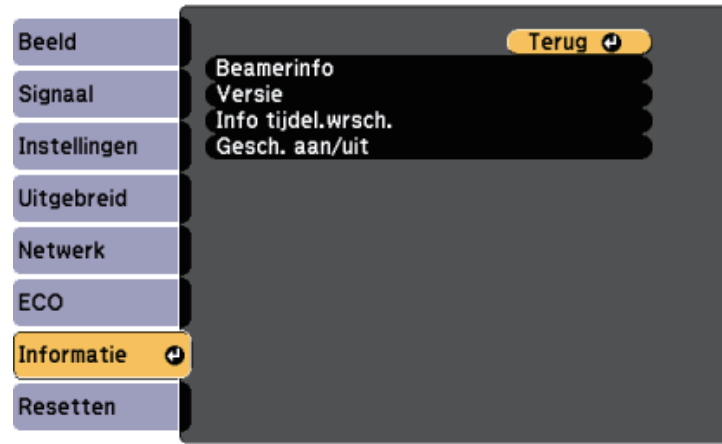 Beeld
Signaal
Instellingen
Uitgebreid
Netwerk
ECO
Informatie
Resetten
Terug
Beamerinfo
Versie
Info tijdel.wrsch.
Gesch. aan/uit